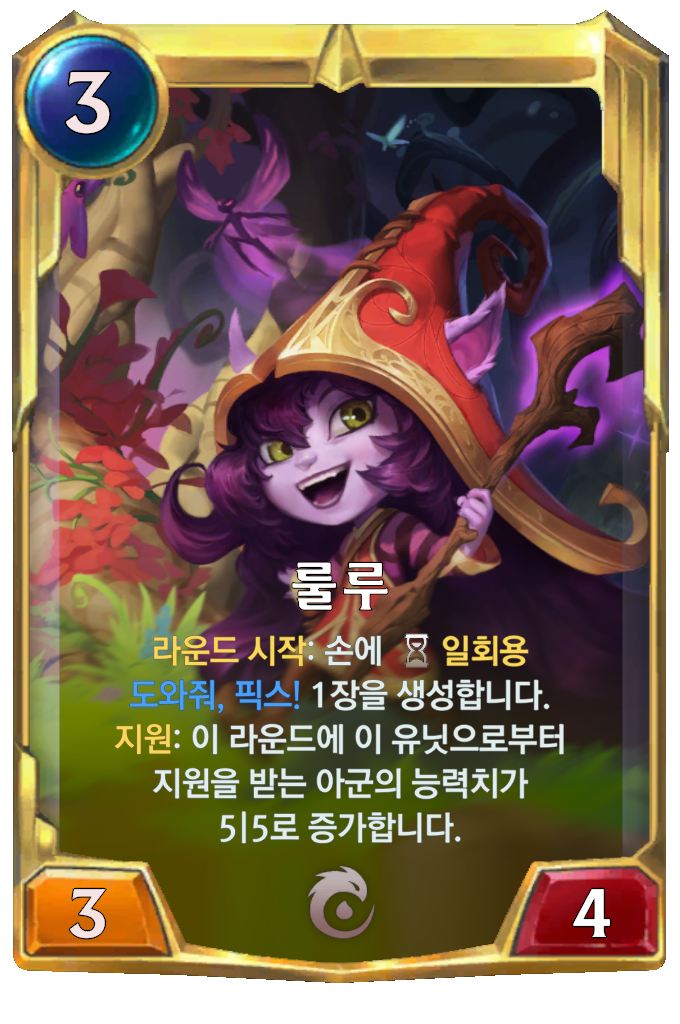 3
룰루
라운드 시작: 손에 일회용
도와줘, 픽스! 1장을 생성합니다.
지원: 이 라운드에 이 유닛으로부터
지원을 받는 아군의 능력치가
5|5로 증가합니다.
3
4